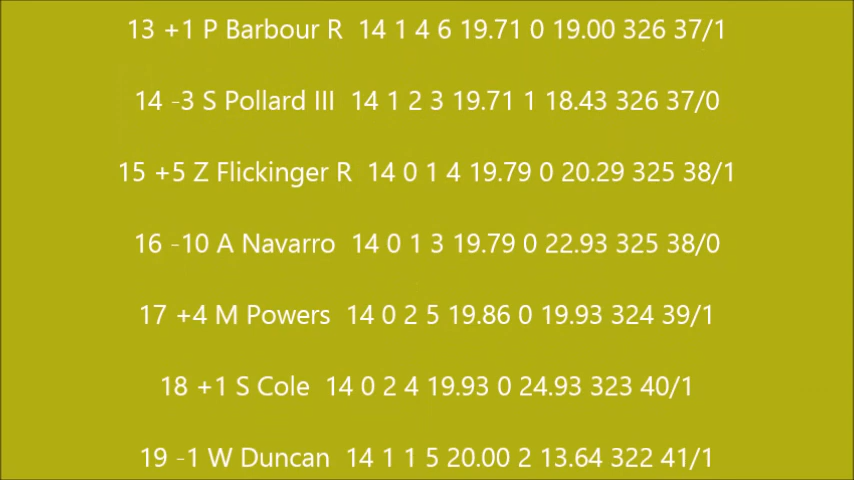 13 +1 P Barbour R 14 1 4 6 19.71 0 19.00 326 37/1
14 -3 S Pollard III 14 1 2 3 19.71 1 18.43 326 37/0
15 +5 Z Flickinger R 14 0 1 4 19.79 0 20.29 325 38/1
16 -10 A Navarro 14 0 1 3 19.79 0 22.93 325 38/0
17 +4 M Powers 14 0 2 5 19.86 0 19.93 324 39/1
18 +1 S Cole 14 0 2 4 19.93 0 24.93 323 40/1
19 -1 W Duncan 14 1 1 5 20.00 2 13.64 322 41/1